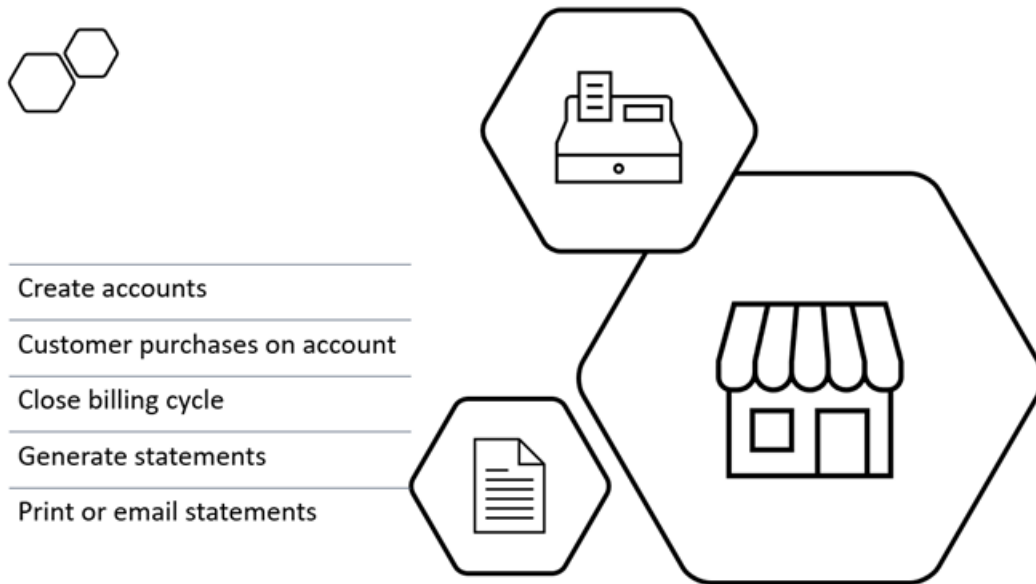 Create accounts
Customer purchases on account
Close billing cycle
Generate statements
Print or email statements